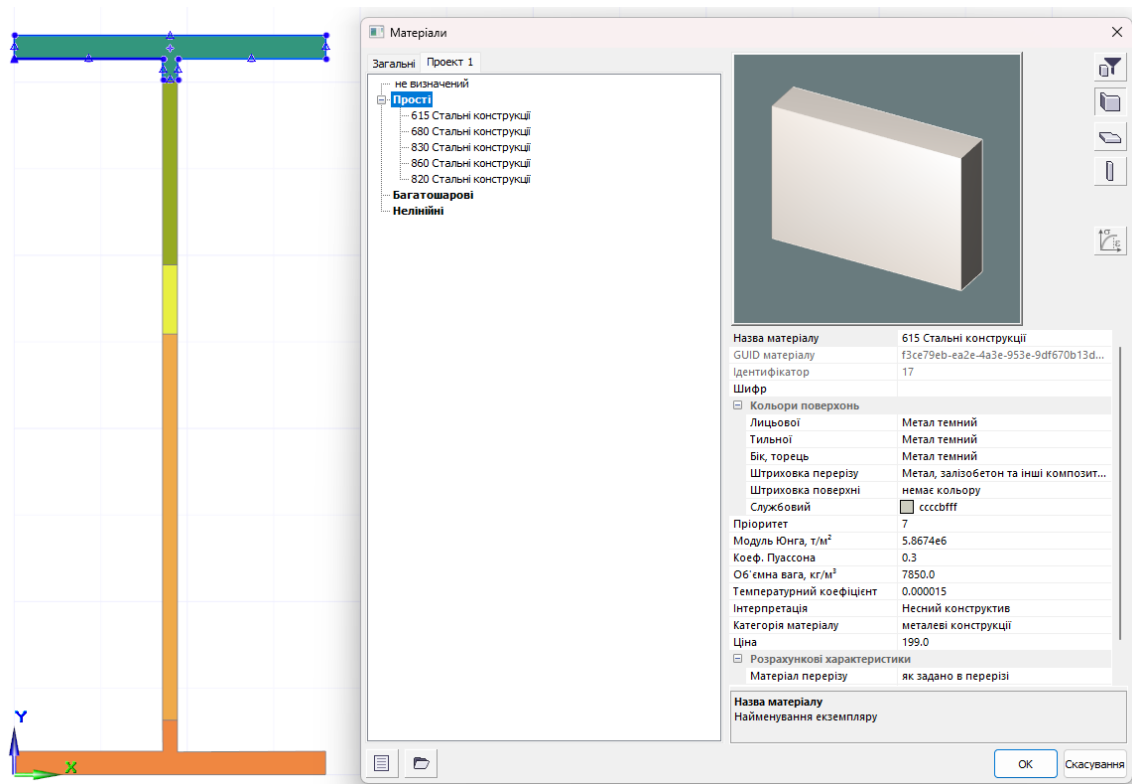 Матеріали
Загальні Проект 1
не визначений
Прості
615 Стальні конструкції
680 Стальні конструкції
830 Стальні конструкції
860 Стальні конструкції
820 Стальні конструкції
Багатошарові
Нелінійні
Назва матеріалу 615 Стальні конструкції
GUID матеріалу f3ce79eb-ea2e-4a3e-953e-9df670b13d...
Ідентифікатор 17
Шифр
Кольори поверхонь
Лицьової Метал темний
Тильної Метал темний
Бік, торець Метал темний
Штриховка перерізу Метал, залізобетон та інші композит...
Штриховка поверхні немає кольору
Службовий ccccbfff
Пріоритет 7
Модуль Юнга, т/м² 5.8674e6
Коеф. Пуассона 0.3
Об'ємна вага, кг/м³ 7850.0
Температурний коефіцієнт 0.000015
Інтерпретація Несний конструктив
Категорія матеріалу металеві конструкції
Ціна 199.0
Розрахункові характеристики
Матеріал перерізу як задано в перерізі
Назва матеріалу
Найменування екземпляру
OK Скасування
Y
X